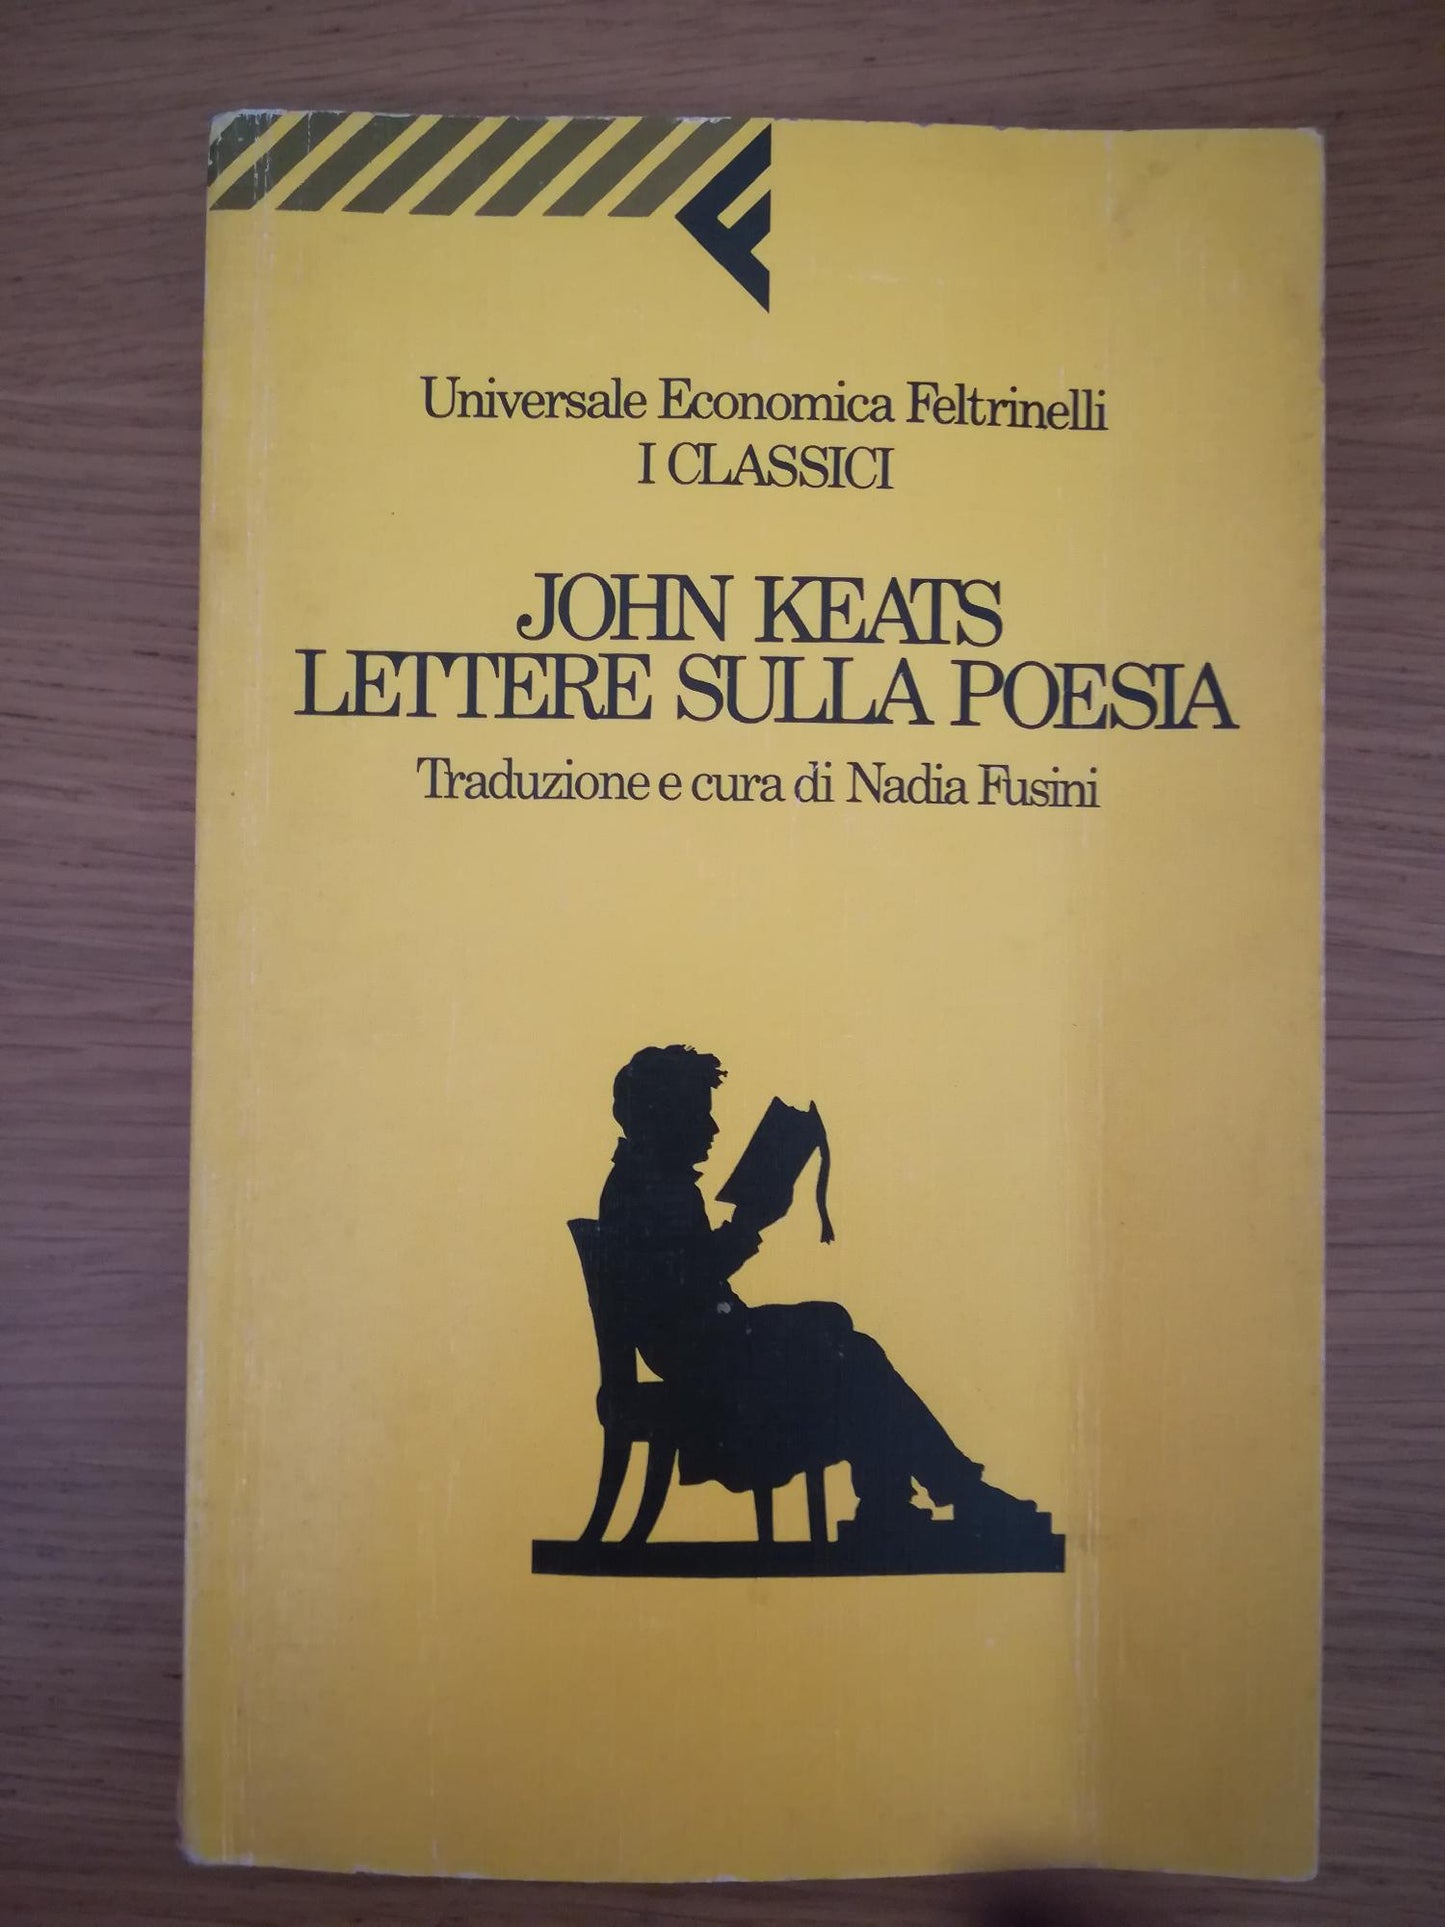 Universale Economica Feltrinelli
I CLASSICI
JOHN KEATS
LETTERE SULLA POESIA
Traduzione e cura di Nadia Fusini